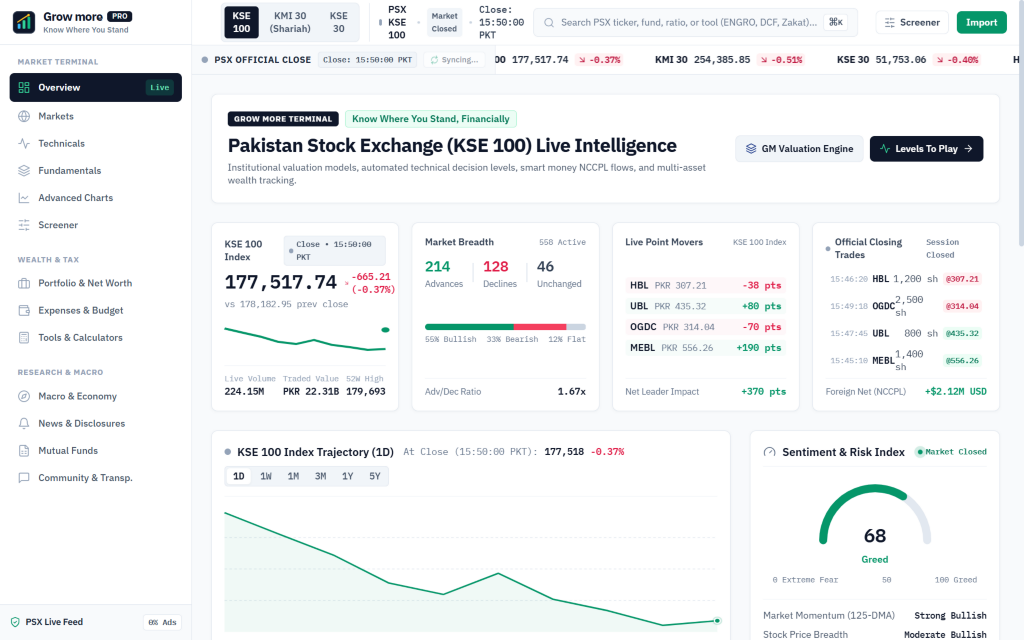 Grow more PRO
Know Where You Stand
MARKET TERMINAL
Overview Live
Markets
Technicals
Fundamentals
Advanced Charts
Screener
WEALTH & TAX
Portfolio & Net Worth
Expenses & Budget
Tools & Calculators
RESEARCH & MACRO
Macro & Economy
News & Disclosures
Mutual Funds
Community & Transp.
PSX Live Feed 0% Ads
KSE 100
KMI 30 (Shariah)
KSE 30
PSX KSE 100
Market Closed
Close: 15:50:00 PKT
Search PSX ticker, fund, ratio, or tool (ENGRO, DCF, Zakat)... ⌘K
Screener
Import
PSX OFFICIAL CLOSE Close: 15:50:00 PKT Syncing... 00 177,517.74 ↘ -0.37% KMI 30 254,385.85 ↘ -0.51% KSE 30 51,753.06 ↘ -0.40%
GROW MORE TERMINAL Know Where You Stand, Financially
Pakistan Stock Exchange (KSE 100) Live Intelligence
Institutional valuation models, automated technical decision levels, smart money NCCPL flows, and multi-asset
wealth tracking.
GM Valuation Engine
Levels To Play →
KSE 100 Index
Close • 15:50:00 PKT
177,517.74 ↘ -665.21 (-0.37%)
vs 178,182.95 prev close
Live Volume Traded Value 52W High
224.15M PKR 22.31B 179,693
Market Breadth 558 Active
214 128 46
Advances Declines Unchanged
55% Bullish 33% Bearish 12% Flat
Adv/Dec Ratio 1.67x
Live Point Movers KSE 100 Index
HBL PKR 307.21 -38 pts
UBL PKR 435.32 +80 pts
OGDC PKR 314.04 -70 pts
MEBL PKR 556.26 +190 pts
Net Leader Impact +370 pts
Official Closing Trades Session Closed
15:46:20 HBL 1,200 sh @307.21
15:49:18 OGDC 2,500 sh @314.04
15:47:45 UBL 800 sh @435.32
15:45:10 MEBL 1,400 sh @556.26
Foreign Net (NCCPL) +$2.12M USD
KSE 100 Index Trajectory (1D) At Close (15:50:00 PKT): 177,518 -0.37%
1D 1W 1M 3M 1Y 5Y
Sentiment & Risk Index Market Closed
68
Greed
0 Extreme Fear 50 100 Greed
Market Momentum (125-DMA) Strong Bullish
Stock Price Breadth Moderate Bullish